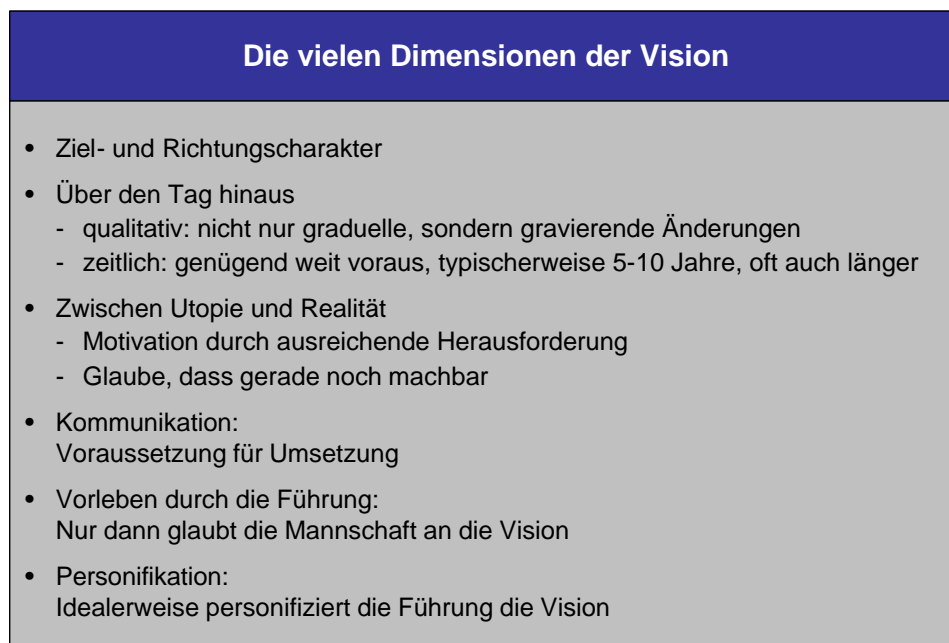 Die vielen Dimensionen der Vision
• Ziel- und Richtungscharakter
• Über den Tag hinaus
- qualitativ: nicht nur graduelle, sondern gravierende Änderungen
- zeitlich: genügend weit voraus, typischerweise 5-10 Jahre, oft auch länger
• Zwischen Utopie und Realität
- Motivation durch ausreichende Herausforderung
- Glaube, dass gerade noch machbar
• Kommunikation:
Voraussetzung für Umsetzung
• Vorleben durch die Führung:
Nur dann glaubt die Mannschaft an die Vision
• Personifikation:
Idealerweise personifiziert die Führung die Vision